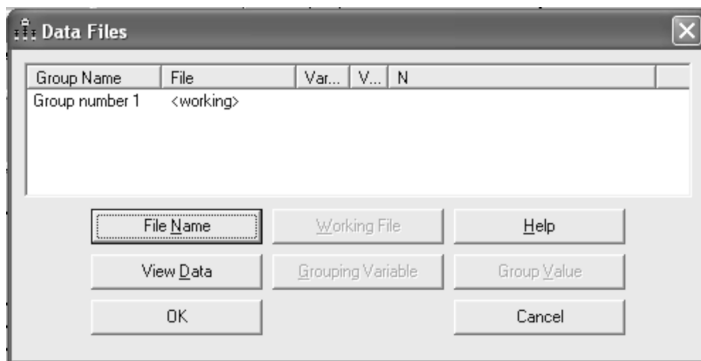 Data Files
Group Name File Var... V... N
Group number 1 <working>
File Name Working File Help
View Data Grouping Variable Group Value
OK Cancel